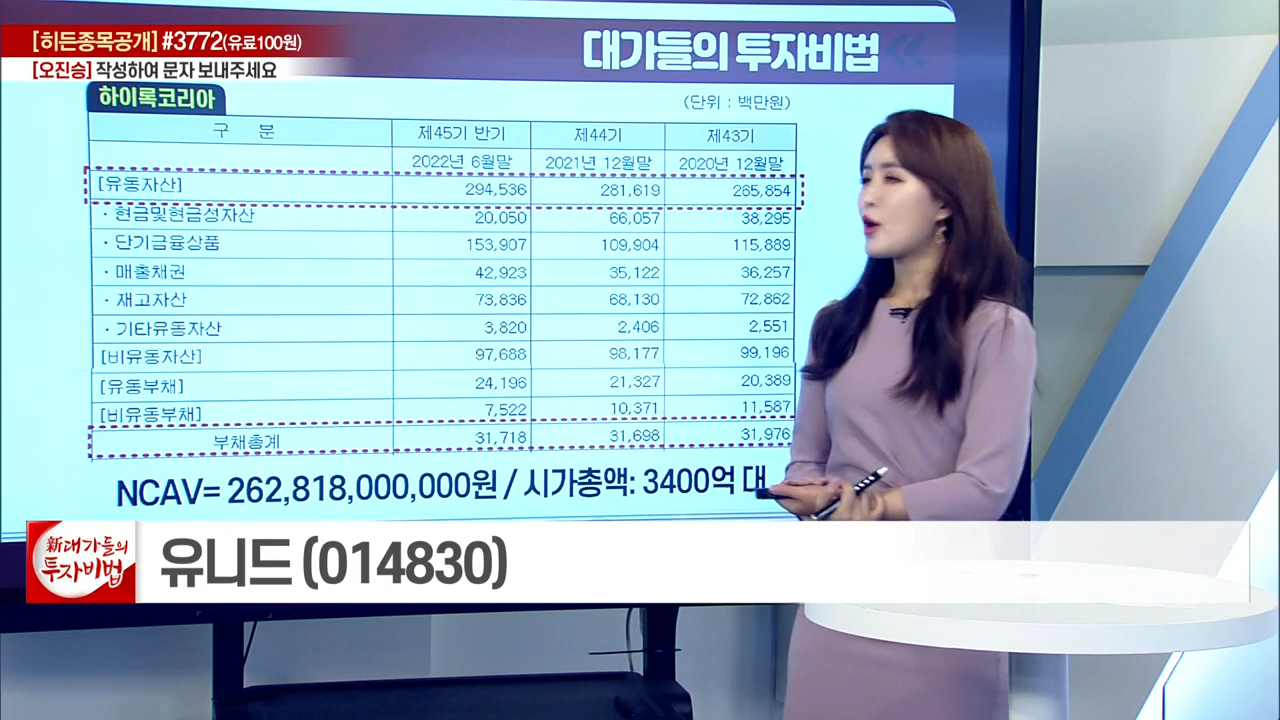 [히든종목공개] #3772(유료100원)
[오진승] 작성하여 문자 보내주세요
대가들의 투자비법
하이록코리아
(단위 : 백만원)
구 분 제45기 반기 제44기 제43기
2022년 6월말 2021년 12월말 2020년 12월말
[유동자산] 294,536 281,619 265,854
· 현금및현금성자산 20,050 66,057 38,295
· 단기금융상품 153,907 109,904 115,889
· 매출채권 42,923 35,122 36,257
· 재고자산 73,836 68,130 72,862
· 기타유동자산 3,820 2,406 2,551
[비유동자산] 97,688 98,177 99,196
[유동부채] 24,196 21,327 20,389
[비유동부채] 7,522 10,371 11,587
부채총계 31,718 31,698 31,976
NCAV= 262,818,000,000원 / 시가총액: 3400억 대
新대가들의
투자비법
유니드 (014830)